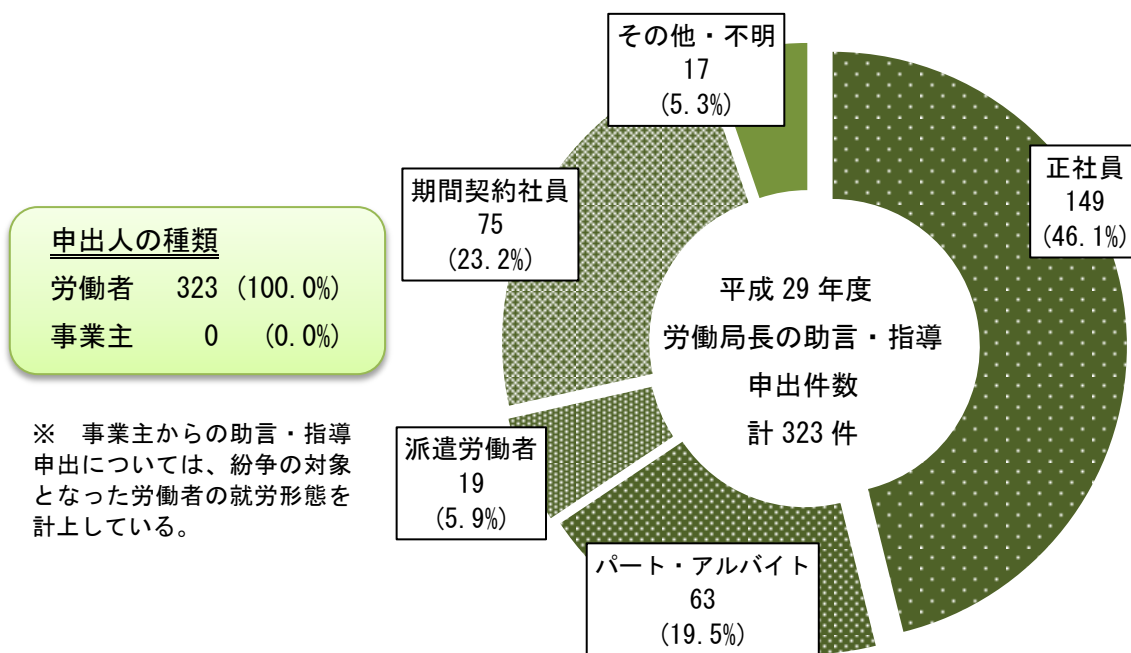 その他・不明
17
(5.3%)
正社員
149
(46.1%)
期間契約社員
75
(23.2%)
申出人の種類
労働者 323 (100.0%)
事業主 0 (0.0%)
平成 29 年度
労働局長の助言・指導
申出件数
計 323 件
※ 事業主からの助言・指導
申出については、紛争の対象
となった労働者の就労形態を
計上している。
派遣労働者
19
(5.9%)
パート・アルバイト
63
(19.5%)